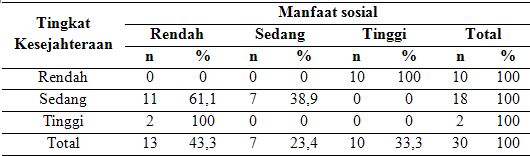 Tingkat Kesejahteraan Manfaat sosial
Rendah Sedang Tinggi Total
n % n % n % n %
Rendah 0 0 0 0 10 100 10 100
Sedang 11 61,1 7 38,9 0 0 18 100
Tinggi 2 100 0 0 0 0 2 100
Total 13 43,3 7 23,4 10 33,3 30 100